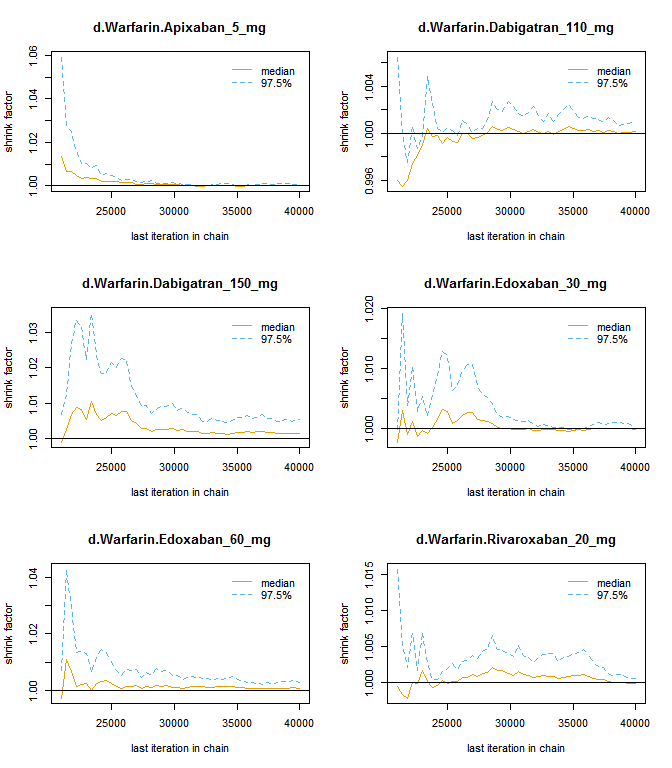 d.Warfarin.Apixaban_5_mg
shrink factor
1.00 1.02 1.04 1.06
median
97.5%
25000 30000 35000 40000
last iteration in chain
d.Warfarin.Dabigatran_110_mg
shrink factor
0.996 1.000 1.004
median
97.5%
25000 30000 35000 40000
last iteration in chain
d.Warfarin.Dabigatran_150_mg
shrink factor
1.00 1.01 1.02 1.03
median
97.5%
25000 30000 35000 40000
last iteration in chain
d.Warfarin.Edoxaban_30_mg
shrink factor
1.000 1.010 1.020
median
97.5%
25000 30000 35000 40000
last iteration in chain
d.Warfarin.Edoxaban_60_mg
shrink factor
1.00 1.02 1.04
median
97.5%
25000 30000 35000 40000
last iteration in chain
d.Warfarin.Rivaroxaban_20_mg
shrink factor
1.000 1.005 1.010 1.015
median
97.5%
25000 30000 35000 40000
last iteration in chain